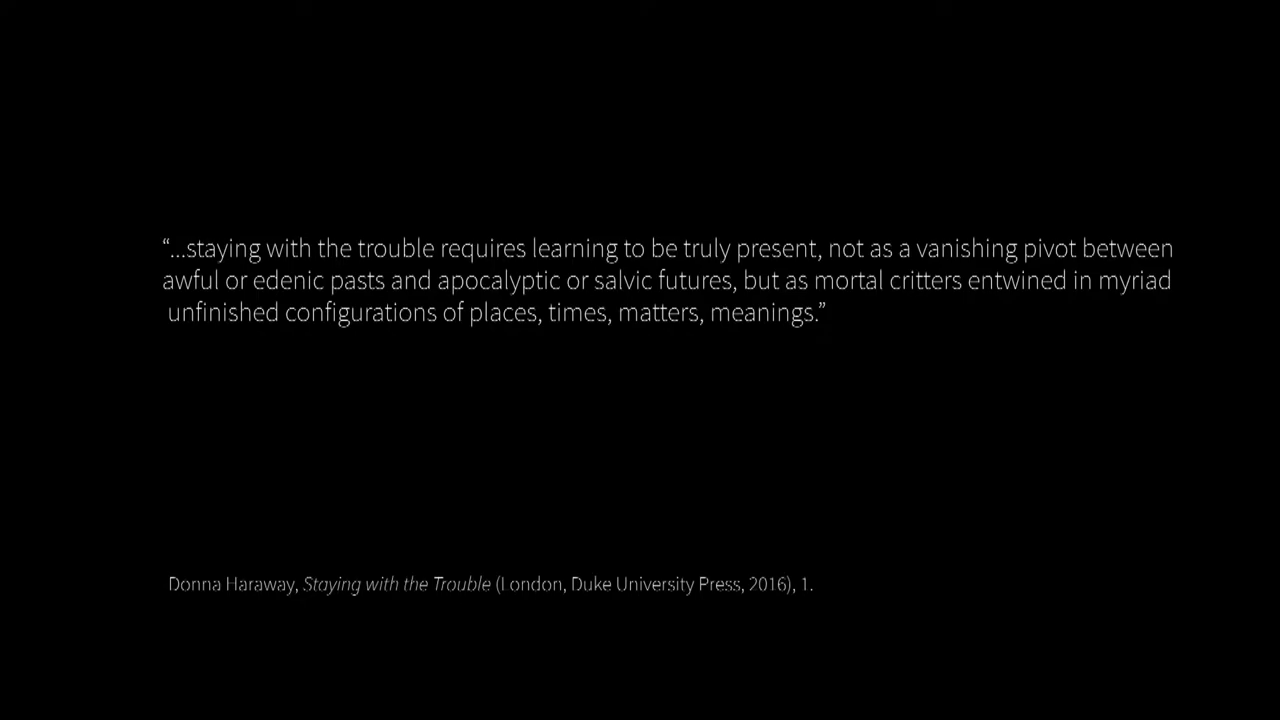 “...staying with the trouble requires learning to be truly present, not as a vanishing pivot between
awful or edenic pasts and apocalyptic or salvic futures, but as mortal critters entwined in myriad
unfinished configurations of places, times, matters, meanings.”
Donna Haraway, Staying with the Trouble (London, Duke University Press, 2016), 1.